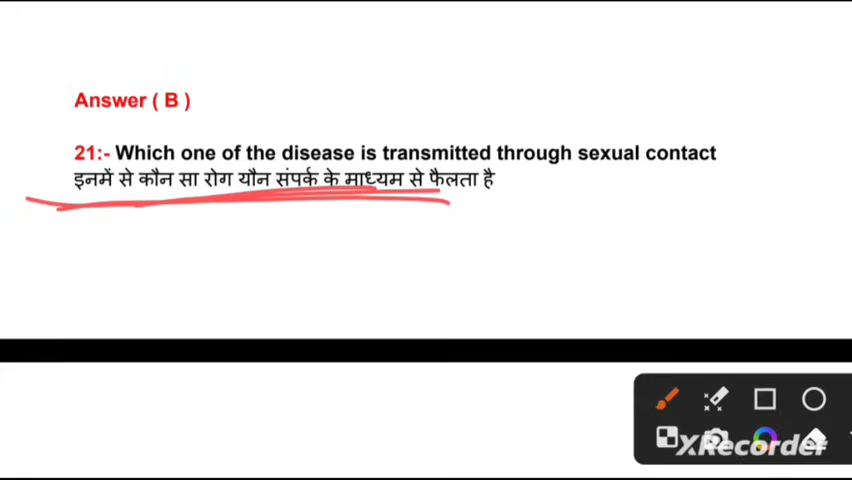 Answer ( B )
21:- Which one of the disease is transmitted through sexual contact
इनमें से कौन सा रोग यौन संपर्क के माध्यम से फैलता है
XRecorder